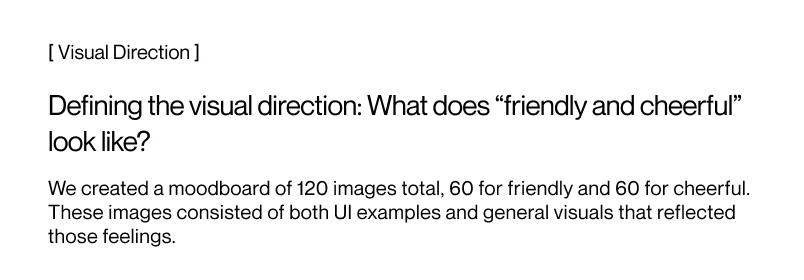 [ Visual Direction ]
Defining the visual direction: What does “friendly and cheerful”
look like?
We created a moodboard of 120 images total, 60 for friendly and 60 for cheerful.
These images consisted of both UI examples and general visuals that reflected
those feelings.